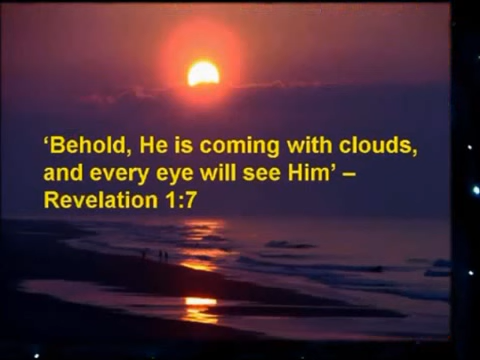 ‘Behold, He is coming with clouds,
and every eye will see Him’ –
Revelation 1:7